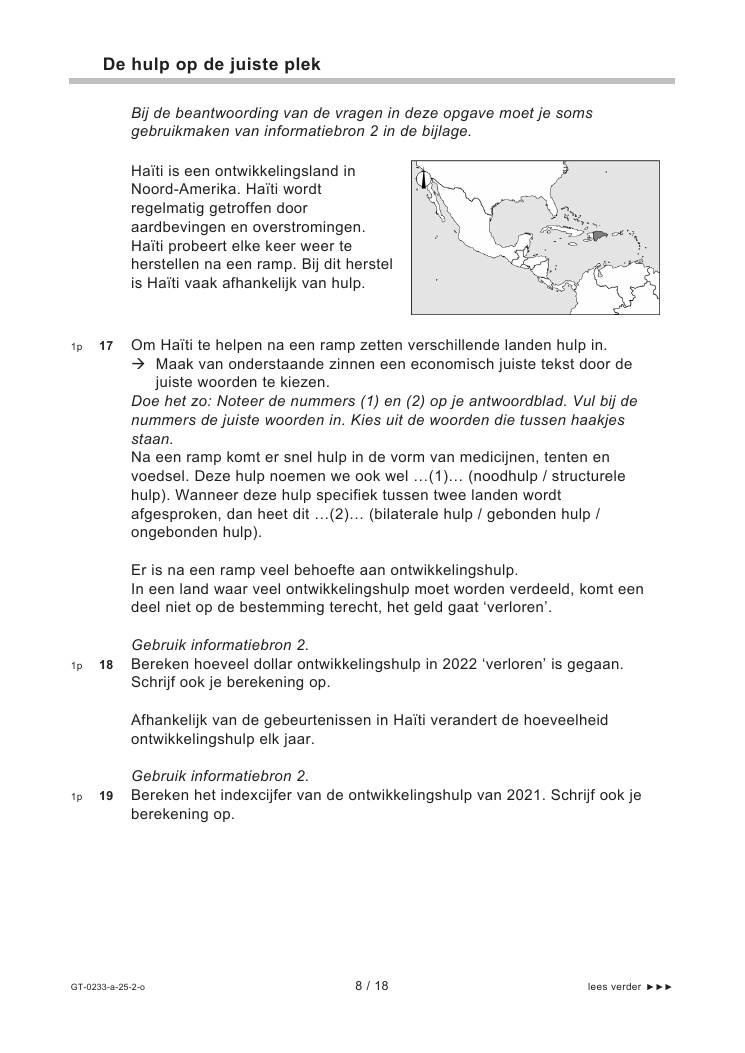 De hulp op de juiste plek
Bij de beantwoording van de vragen in deze opgave moet je soms
gebruikmaken van informatiebron 2 in de bijlage.
Haïti is een ontwikkelingsland in
Noord-Amerika. Haïti wordt
regelmatig getroffen door
aardbevingen en overstromingen.
Haïti probeert elke keer weer te
herstellen na een ramp. Bij dit herstel
is Haïti vaak afhankelijk van hulp.
1p 17 Om Haïti te helpen na een ramp zetten verschillende landen hulp in.
→ Maak van onderstaande zinnen een economisch juiste tekst door de
juiste woorden te kiezen.
Doe het zo: Noteer de nummers (1) en (2) op je antwoordblad. Vul bij de
nummers de juiste woorden in. Kies uit de woorden die tussen haakjes
staan.
Na een ramp komt er snel hulp in de vorm van medicijnen, tenten en
voedsel. Deze hulp noemen we ook wel …(1)… (noodhulp / structurele
hulp). Wanneer deze hulp specifiek tussen twee landen wordt
afgesproken, dan heet dit …(2)… (bilaterale hulp / gebonden hulp /
ongebonden hulp).
Er is na een ramp veel behoefte aan ontwikkelingshulp.
In een land waar veel ontwikkelingshulp moet worden verdeeld, komt een
deel niet op de bestemming terecht, het geld gaat ‘verloren’.
Gebruik informatiebron 2.
1p 18 Bereken hoeveel dollar ontwikkelingshulp in 2022 ‘verloren’ is gegaan.
Schrijf ook je berekening op.
Afhankelijk van de gebeurtenissen in Haïti verandert de hoeveelheid
ontwikkelingshulp elk jaar.
Gebruik informatiebron 2.
1p 19 Bereken het indexcijfer van de ontwikkelingshulp van 2021. Schrijf ook je
berekening op.
GT-0233-a-25-2-o 8 / 18 lees verder ►►►